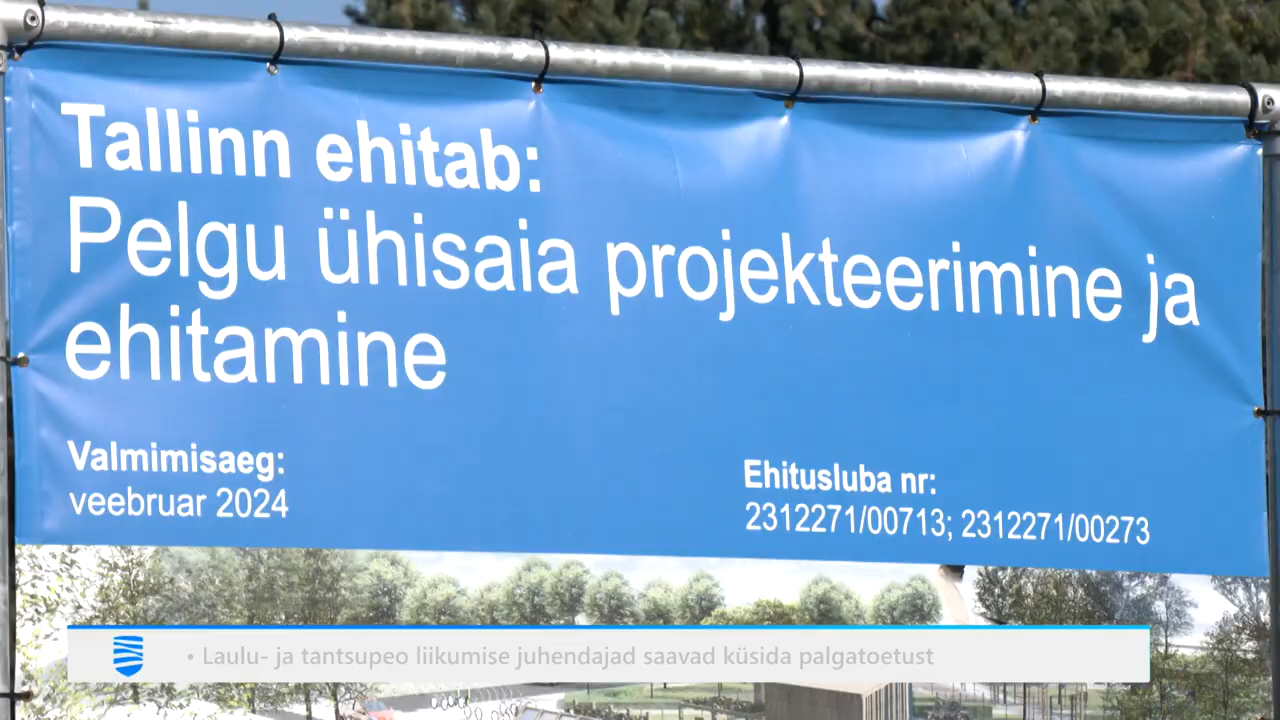 Tallinn ehitab:
Pelgu ühisaia projekteerimine ja
ehitamine
Valmimisaeg:
veebruar 2024
Ehitusluba nr:
2312271/00713; 2312271/00273
• Laulu- ja tantsupeo liikumise juhendajad saavad küsida palgatoetust